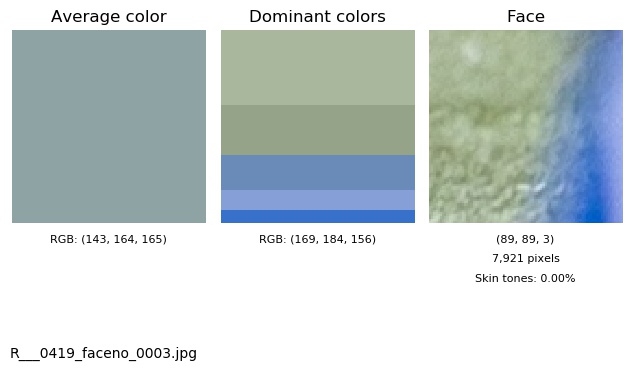 Average color
Dominant colors
Face
RGB: (143, 164, 165)
RGB: (169, 184, 156)
(89, 89, 3)
7,921 pixels
Skin tones: 0.00%
R___0419_faceno_0003.jpg